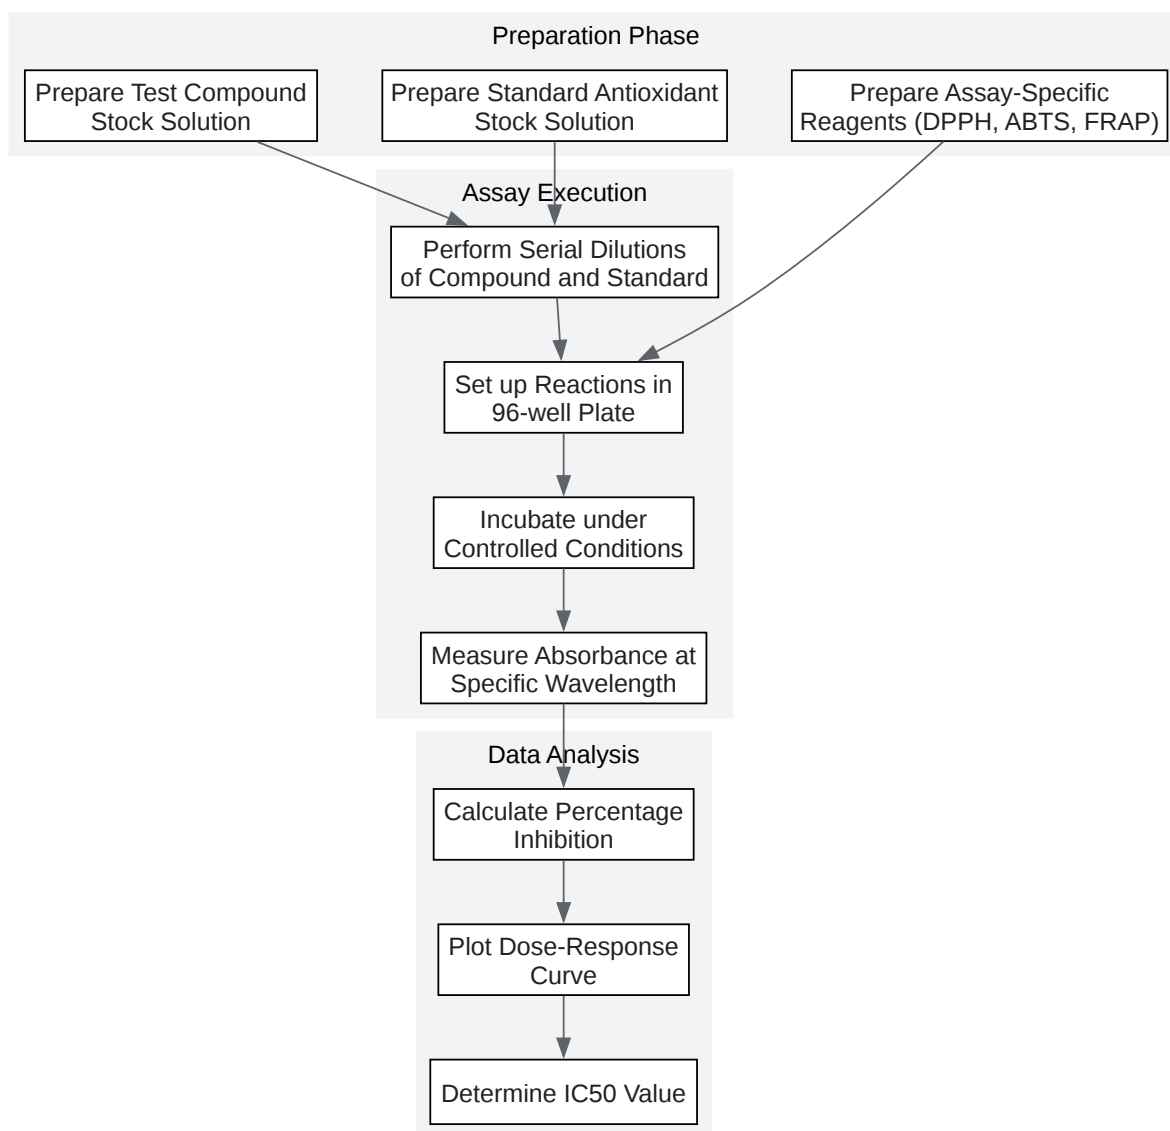 Preparation Phase
Prepare Test Compound
Stock Solution
Prepare Standard Antioxidant
Stock Solution
Prepare Assay-Specific
Reagents (DPPH, ABTS, FRAP)
Assay Execution
Perform Serial Dilutions
of Compound and Standard
Set up Reactions in
96-well Plate
Incubate under
Controlled Conditions
Measure Absorbance at
Specific Wavelength
Data Analysis
Calculate Percentage
Inhibition
Plot Dose-Response
Curve
Determine IC50 Value